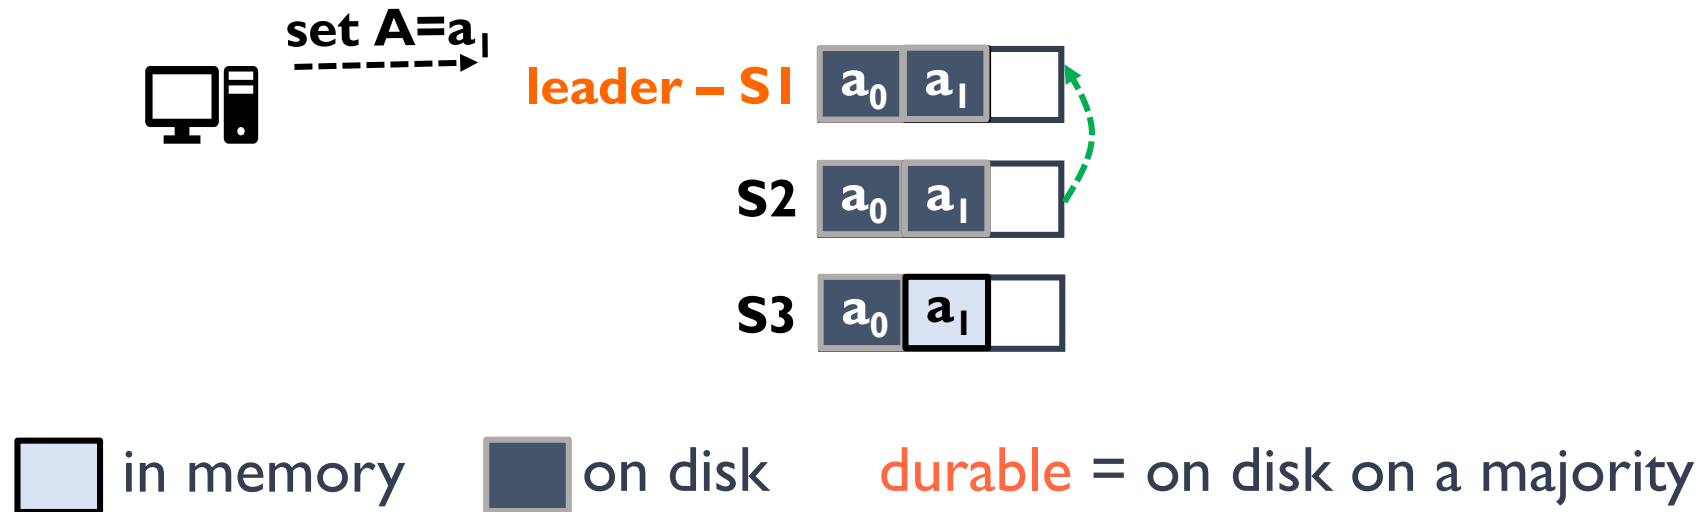 set A=a₁
leader – S1
a₀ a₁
S2
a₀ a₁
S3
a₀ a₁
in memory
on disk
durable = on disk on a majority